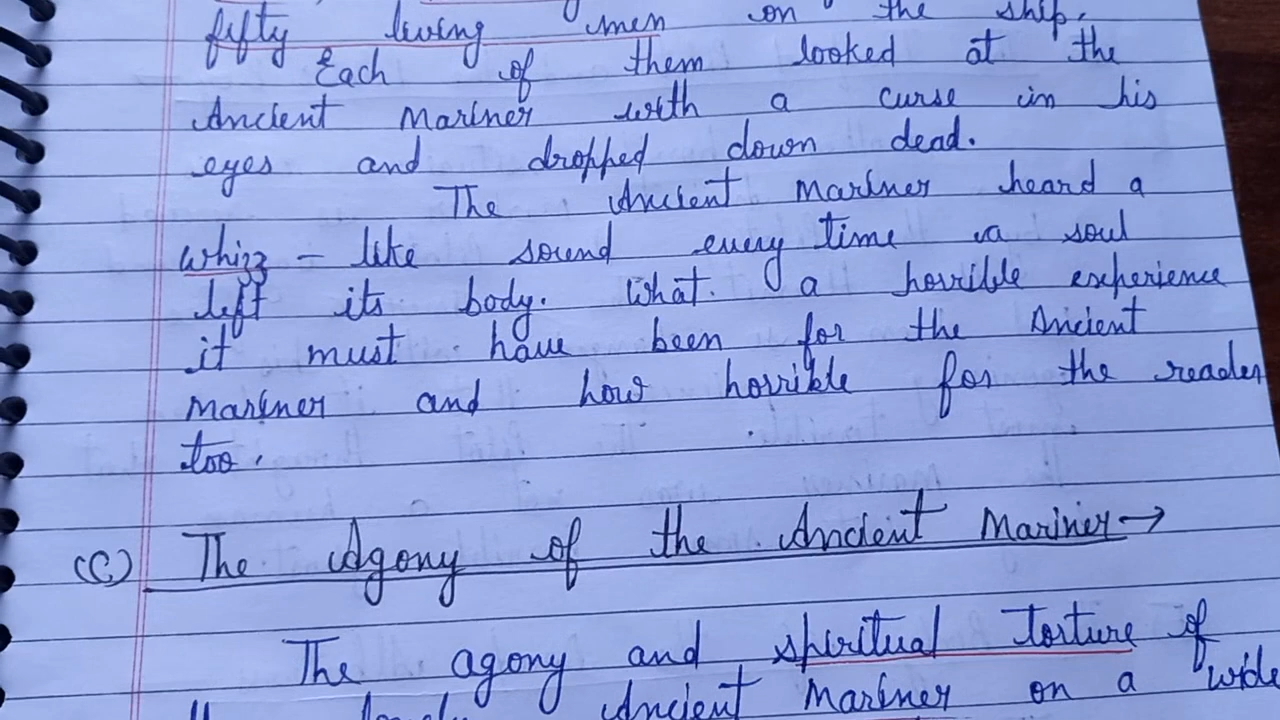 fifty living men on the ship.
Each of them looked at the
Ancient Mariner with a curse in his
eyes and dropped down dead.
The Ancient Mariner heard a
whizz - like sound every time a soul
left its body. What a horrible experience
it must have been for the Ancient
Mariner and how horrible for the reader
too.
(C) The Agony of the Ancient Mariner →
The agony and spiritual torture of
Ancient Mariner on a wide